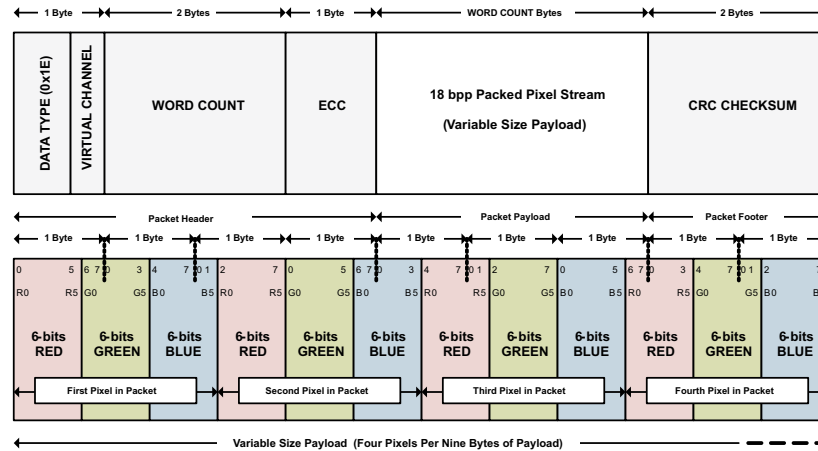 1 Byte 2 Bytes 1 Byte WORD COUNT Bytes 2 Bytes
DATA TYPE (0x1E)
VIRTUAL CHANNEL
WORD COUNT
ECC
18 bpp Packed Pixel Stream
(Variable Size Payload)
CRC CHECKSUM
Packet Header Packet Payload Packet Footer
1 Byte 1 Byte 1 Byte 1 Byte 1 Byte 1 Byte 1 Byte 1 Byte 1 Byte
0 5 6 7 0 3 4 7 0 1 2 7 0 5 6 7 0 3 4 7 0 1 2 7 0 5 6 7 0 3 4 7 0 1 2
R0 R5 G0 G5 B0 B5 R0 R5 G0 G5 B0 B5 R0 R5 G0 G5 B0 B5 R0 R5 G0 G5 B0
6-bits 6-bits 6-bits 6-bits 6-bits 6-bits 6-bits 6-bits 6-bits 6-bits 6-bits 6-bits
RED GREEN BLUE RED GREEN BLUE RED GREEN BLUE RED GREEN BLUE
First Pixel in Packet Second Pixel in Packet Third Pixel in Packet Fourth Pixel in Packet
Variable Size Payload (Four Pixels Per Nine Bytes of Payload)